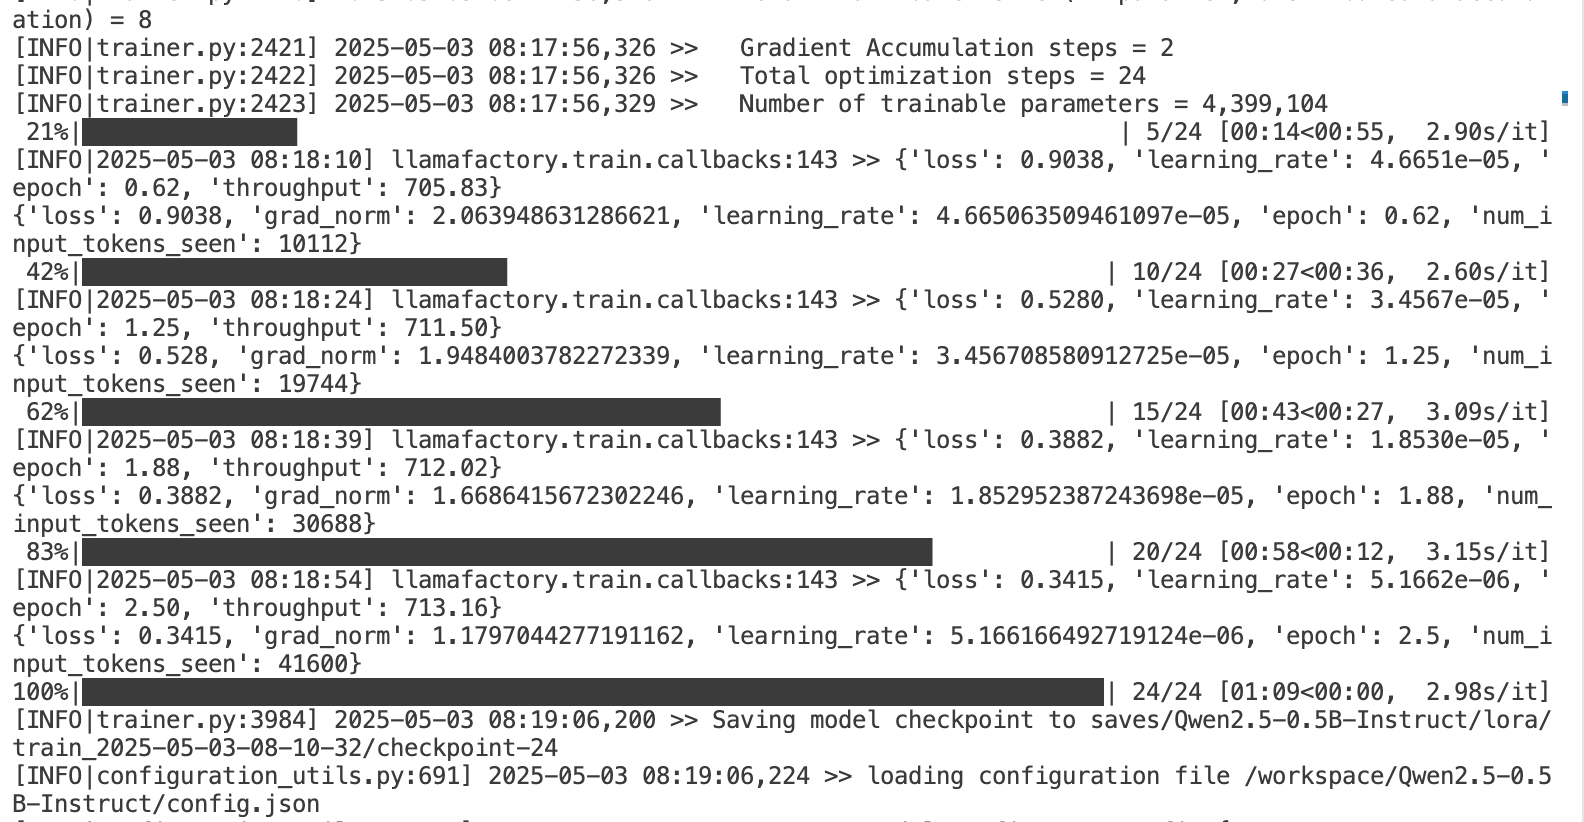 ation) = 8
[INFO|trainer.py:2421] 2025-05-03 08:17:56,326 >>   Gradient Accumulation steps = 2
[INFO|trainer.py:2422] 2025-05-03 08:17:56,326 >>   Total optimization steps = 24
[INFO|trainer.py:2423] 2025-05-03 08:17:56,329 >>   Number of trainable parameters = 4,399,104
21%| | 5/24 [00:14<00:55,  2.90s/it]
[INFO|2025-05-03 08:18:10] llamafactory.train.callbacks:143 >> {'loss': 0.9038, 'learning_rate': 4.6651e-05, '
epoch': 0.62, 'throughput': 705.83}
{'loss': 0.9038, 'grad_norm': 2.063948631286621, 'learning_rate': 4.665063509461097e-05, 'epoch': 0.62, 'num_i
nput_tokens_seen': 10112}
42%| | 10/24 [00:27<00:36,  2.60s/it]
[INFO|2025-05-03 08:18:24] llamafactory.train.callbacks:143 >> {'loss': 0.5280, 'learning_rate': 3.4567e-05, '
epoch': 1.25, 'throughput': 711.50}
{'loss': 0.528, 'grad_norm': 1.9484003782272339, 'learning_rate': 3.456708580912725e-05, 'epoch': 1.25, 'num_i
nput_tokens_seen': 19744}
62%| | 15/24 [00:43<00:27,  3.09s/it]
[INFO|2025-05-03 08:18:39] llamafactory.train.callbacks:143 >> {'loss': 0.3882, 'learning_rate': 1.8530e-05, '
epoch': 1.88, 'throughput': 712.02}
{'loss': 0.3882, 'grad_norm': 1.6686415672302246, 'learning_rate': 1.852952387243698e-05, 'epoch': 1.88, 'num_
input_tokens_seen': 30688}
83%| | 20/24 [00:58<00:12,  3.15s/it]
[INFO|2025-05-03 08:18:54] llamafactory.train.callbacks:143 >> {'loss': 0.3415, 'learning_rate': 5.1662e-06, '
epoch': 2.50, 'throughput': 713.16}
{'loss': 0.3415, 'grad_norm': 1.1797044277191162, 'learning_rate': 5.166166492719124e-06, 'epoch': 2.5, 'num_i
nput_tokens_seen': 41600}
100%| | 24/24 [01:09<00:00,  2.98s/it]
[INFO|trainer.py:3984] 2025-05-03 08:19:06,200 >> Saving model checkpoint to saves/Qwen2.5-0.5B-Instruct/lora/
train_2025-05-03-08-10-32/checkpoint-24
[INFO|configuration_utils.py:691] 2025-05-03 08:19:06,224 >> loading configuration file /workspace/Qwen2.5-0.5
B-Instruct/config.json